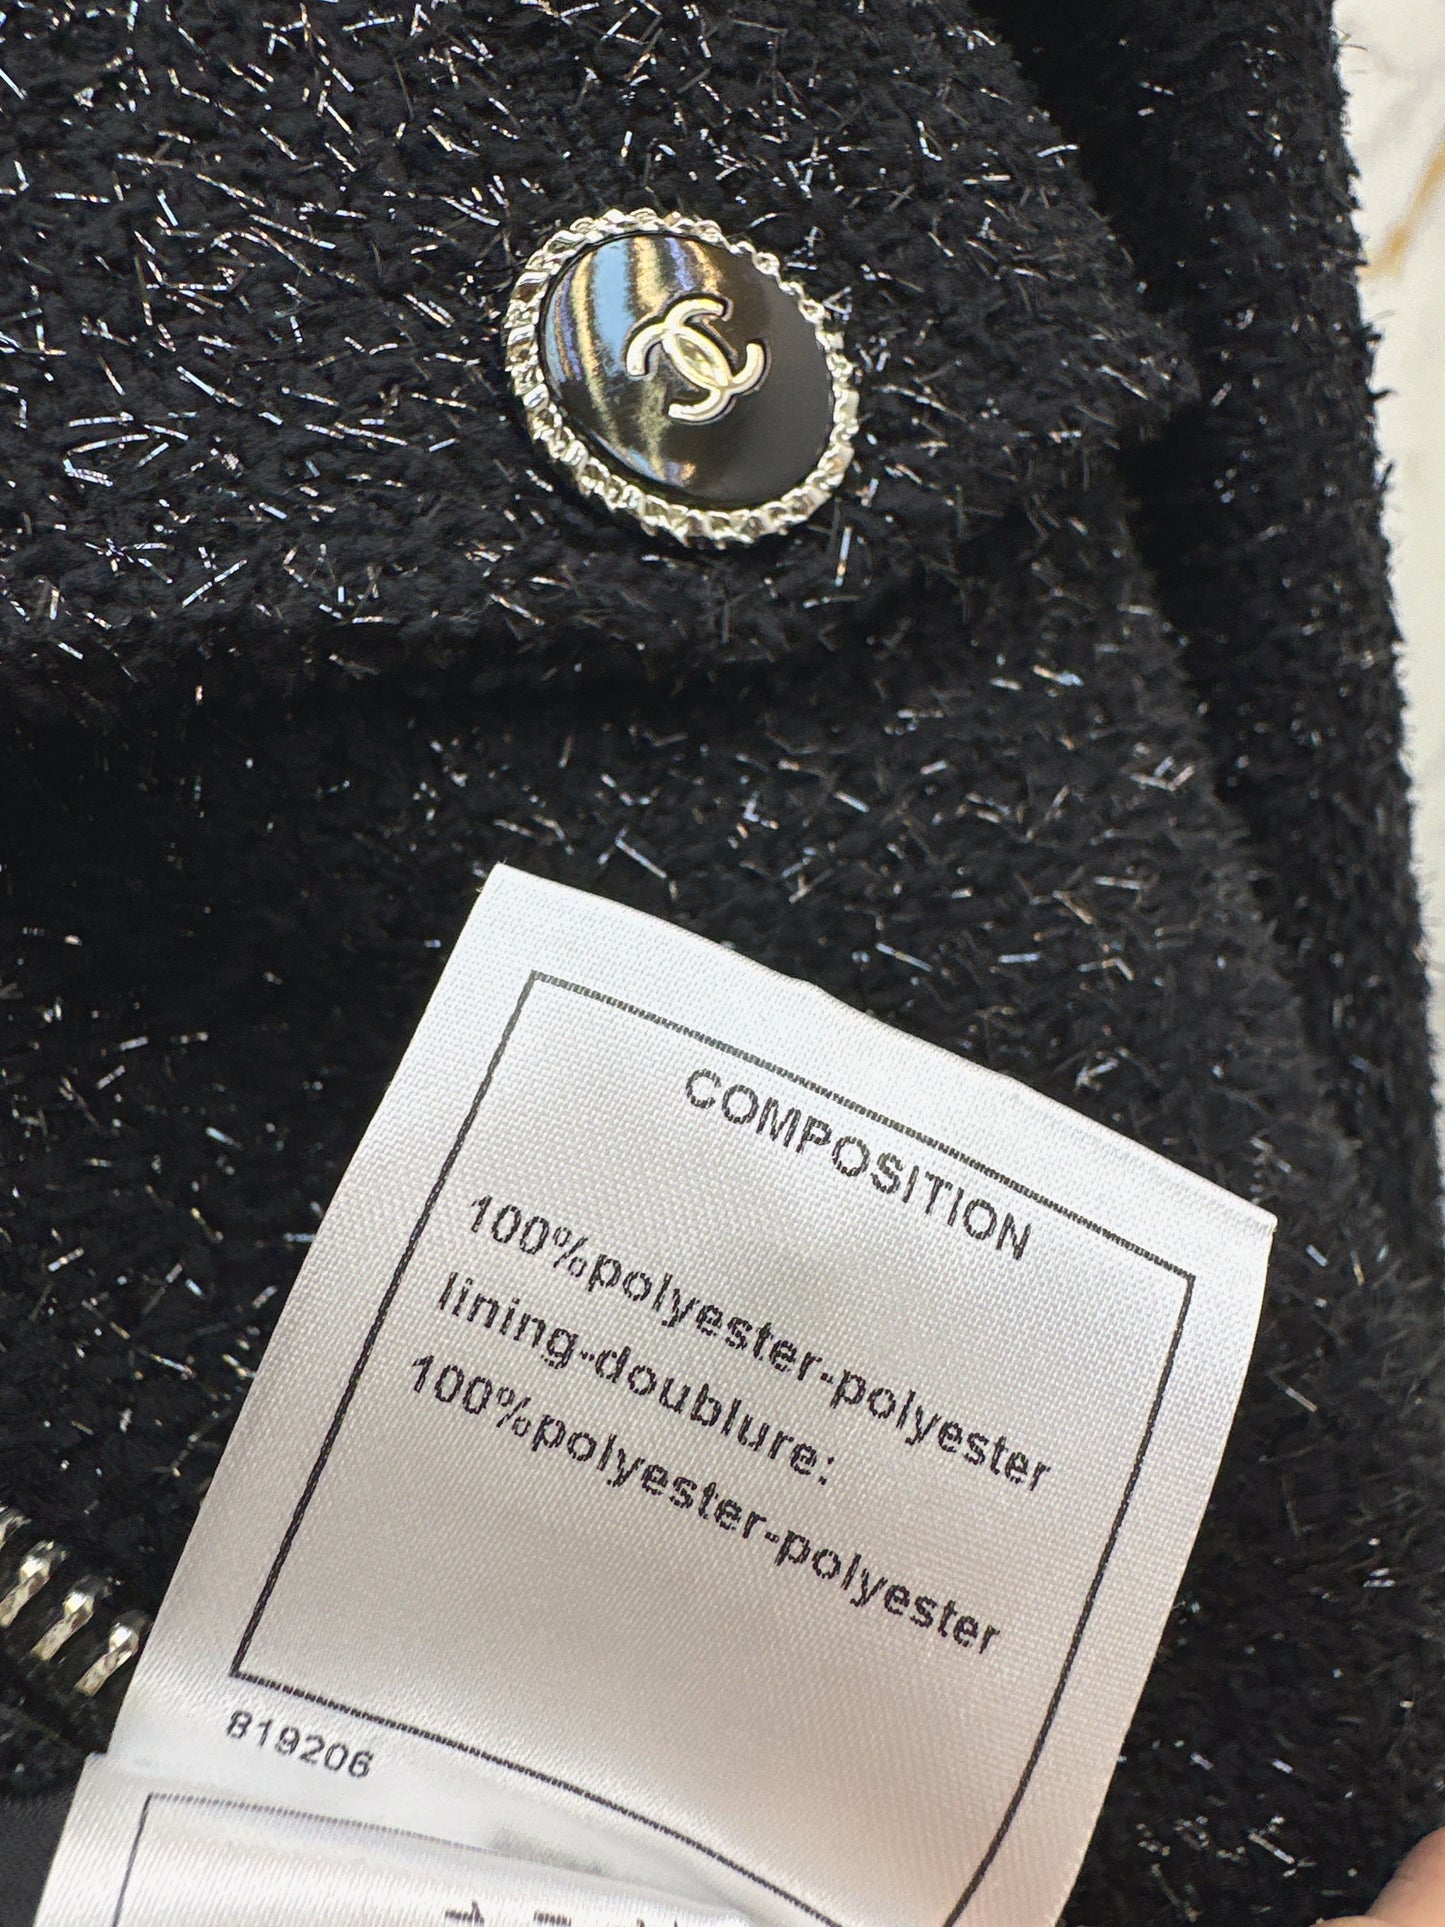 COMPOSITION
100%polyester-polyester
lining-doublure:
100%polyester-polyester
819206